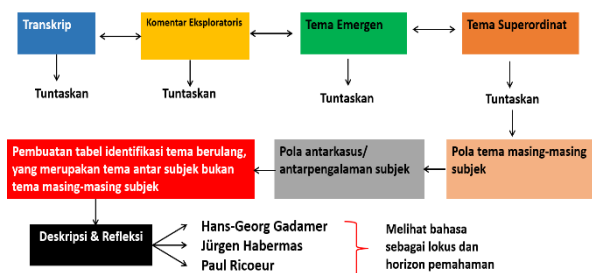 Transkrip
Komentar Eksploratoris
Tema Emergen
Tema Superordinat
Tuntaskan
Tuntaskan
Tuntaskan
Tuntaskan
Pembuatan tabel identifikasi tema berulang,
yang merupakan tema antar subjek bukan
tema masing-masing subjek
Pola antarkasus/
antarpengalaman subjek
Pola tema masing-masing
subjek
Deskripsi & Refleksi
Hans-Georg Gadamer
Jürgen Habermas
Paul Ricoeur
Melihat bahasa
sebagai lokus dan
horizon pemahaman